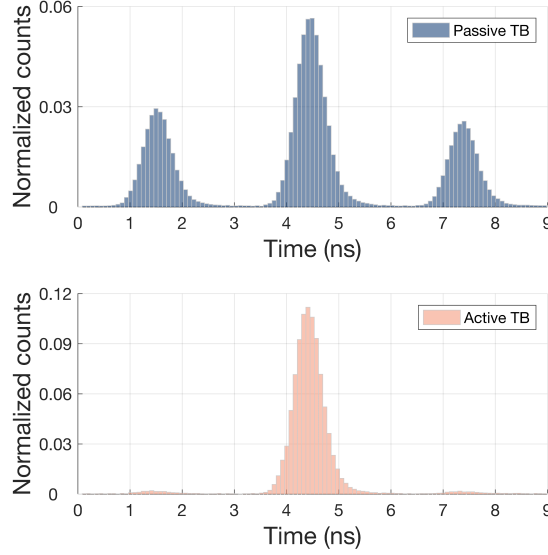 Normalized counts
0.06
0.03
0
Passive TB
0 1 2 3 4 5 6 7 8 9
Time (ns)
Normalized counts
0.12
0.09
0.06
0.03
0
Active TB
0 1 2 3 4 5 6 7 8 9
Time (ns)